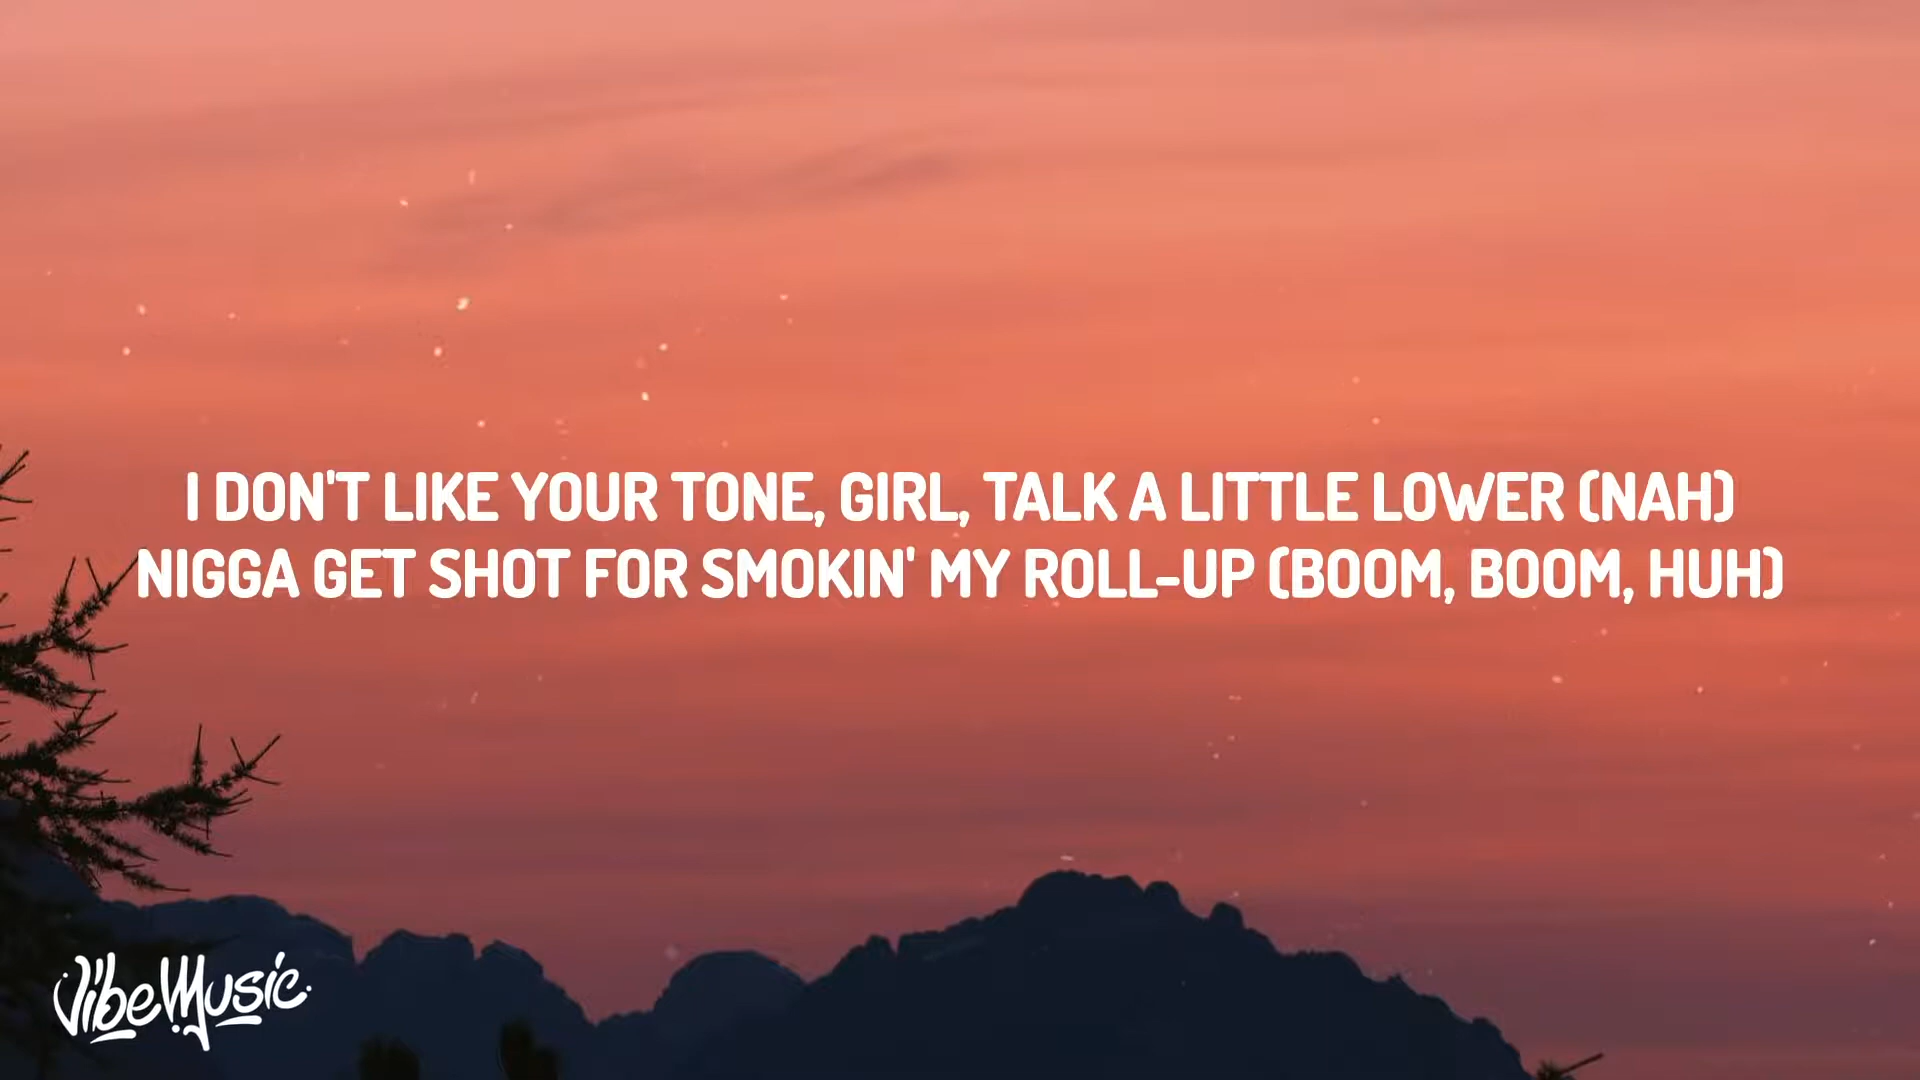 I DON'T LIKE YOUR TONE, GIRL, TALK A LITTLE LOWER (NAH)
NIGGA GET SHOT FOR SMOKIN' MY ROLL-UP (BOOM, BOOM, HUH)
VibeMusic